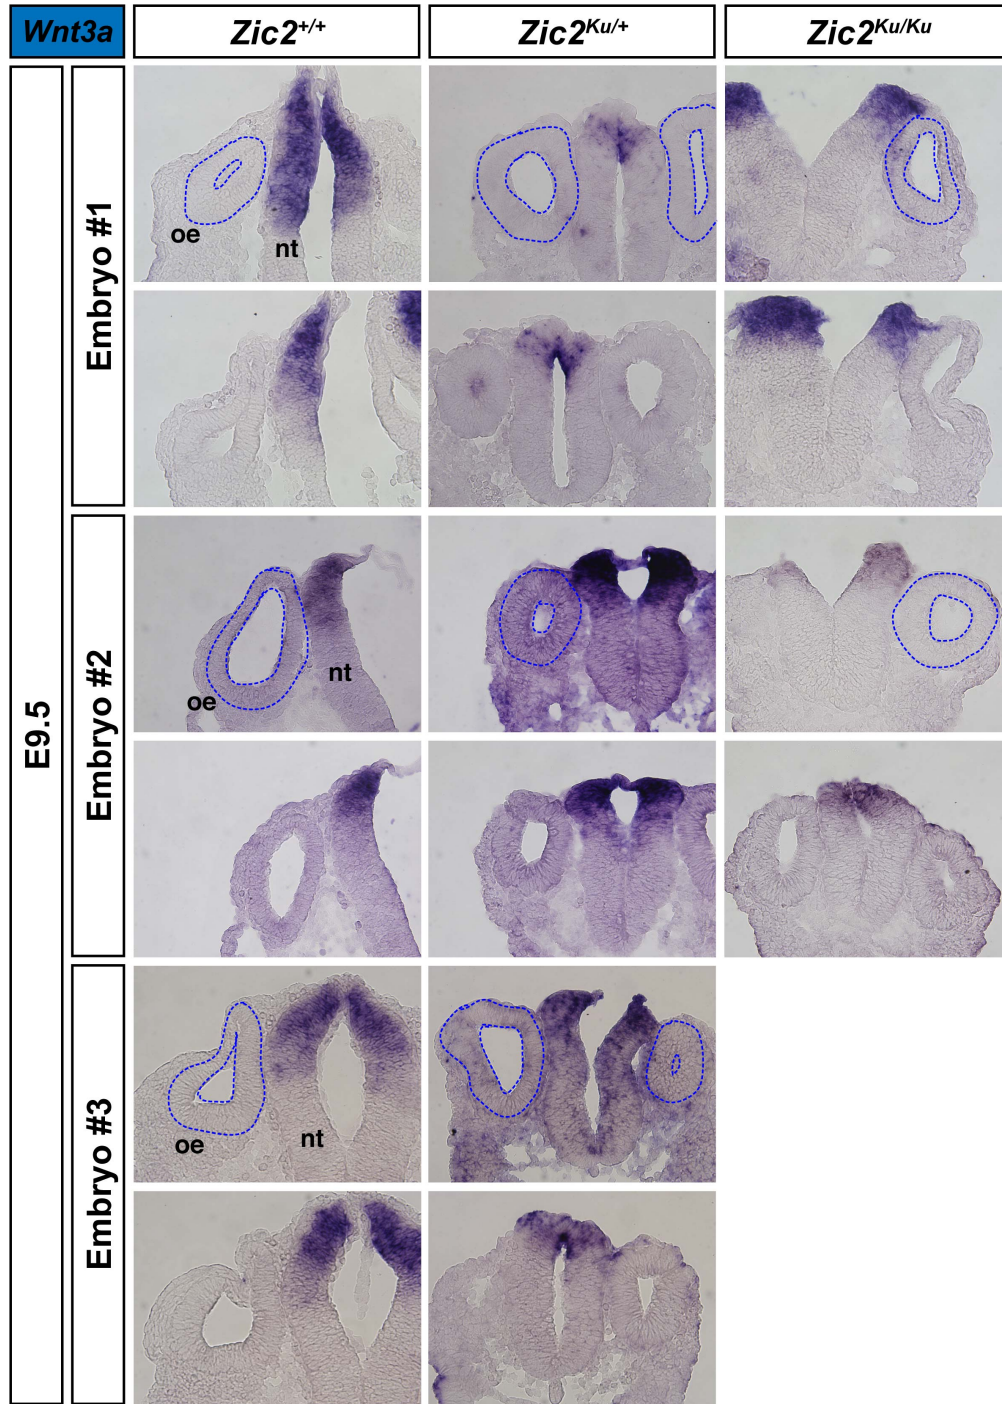 Wnt3a
Zic2+/+
Zic2Ku/+
Zic2Ku/Ku
E9.5
Embryo #1
oe
nt
Embryo #2
oe
nt
Embryo #3
oe
nt